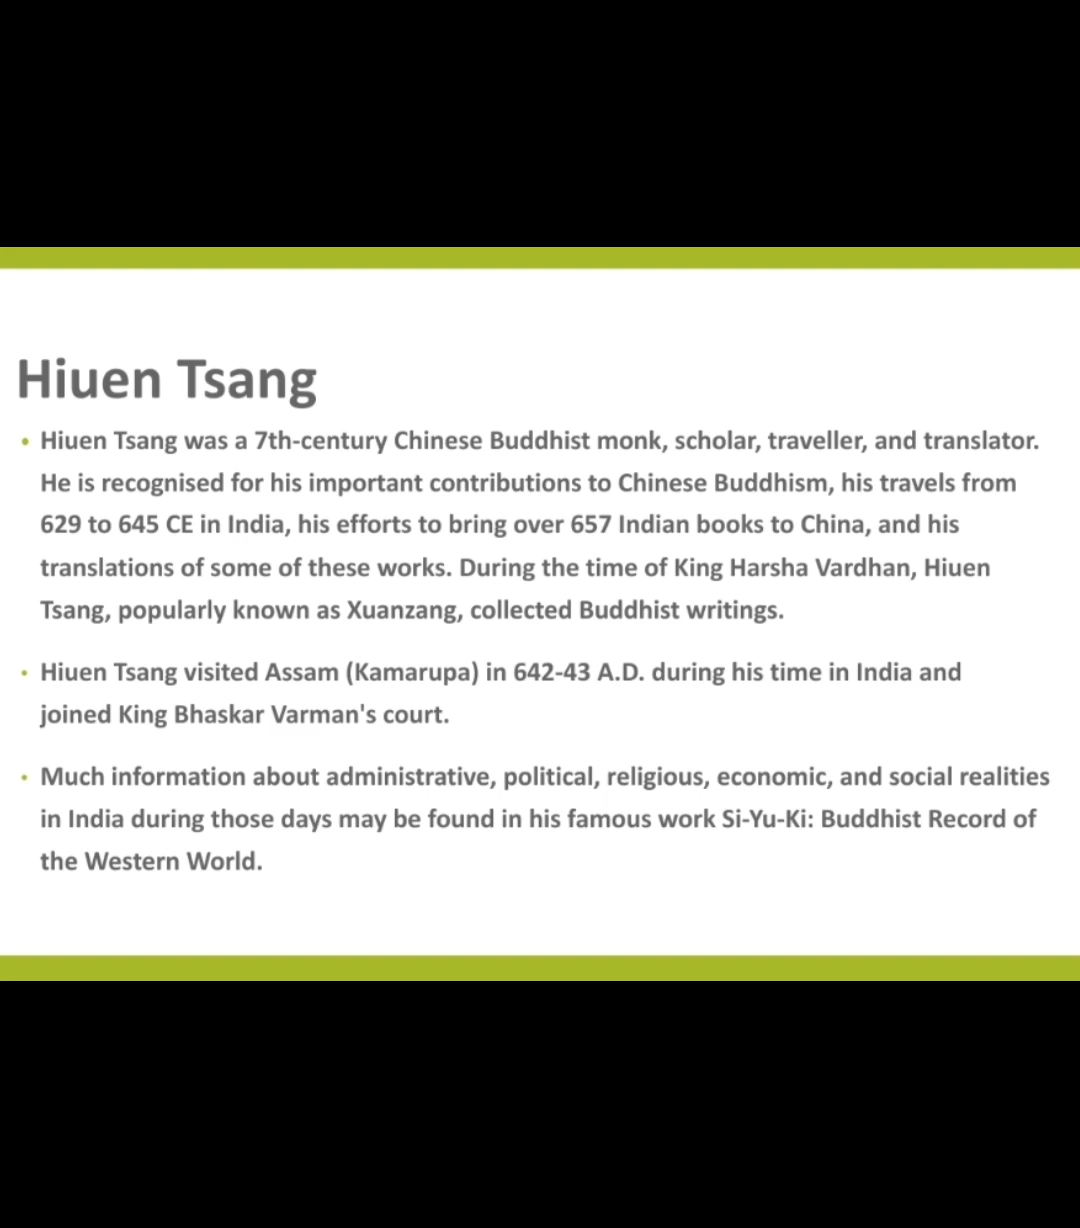 Hiuen Tsang
• Hiuen Tsang was a 7th-century Chinese Buddhist monk, scholar, traveller, and translator.
He is recognised for his important contributions to Chinese Buddhism, his travels from
629 to 645 CE in India, his efforts to bring over 657 Indian books to China, and his
translations of some of these works. During the time of King Harsha Vardhan, Hiuen
Tsang, popularly known as Xuanzang, collected Buddhist writings.
• Hiuen Tsang visited Assam (Kamarupa) in 642-43 A.D. during his time in India and
joined King Bhaskar Varman's court.
• Much information about administrative, political, religious, economic, and social realities
in India during those days may be found in his famous work Si-Yu-Ki: Buddhist Record of
the Western World.